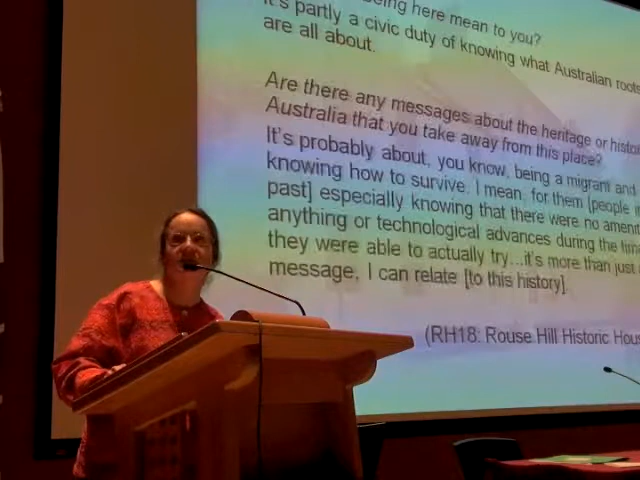 being here mean to you?
It's partly a civic duty of knowing what Australian roots
are all about.
Are there any messages about the heritage or histo
Australia that you take away from this place?
It's probably about, you know, being a migrant and
knowing how to survive. I mean, for them [people i
past] especially knowing that there were no amenit
anything or technological advances during the tim
they were able to actually try...it's more than just
message. I can relate [to this history].
(RH18: Rouse Hill Historic Hous